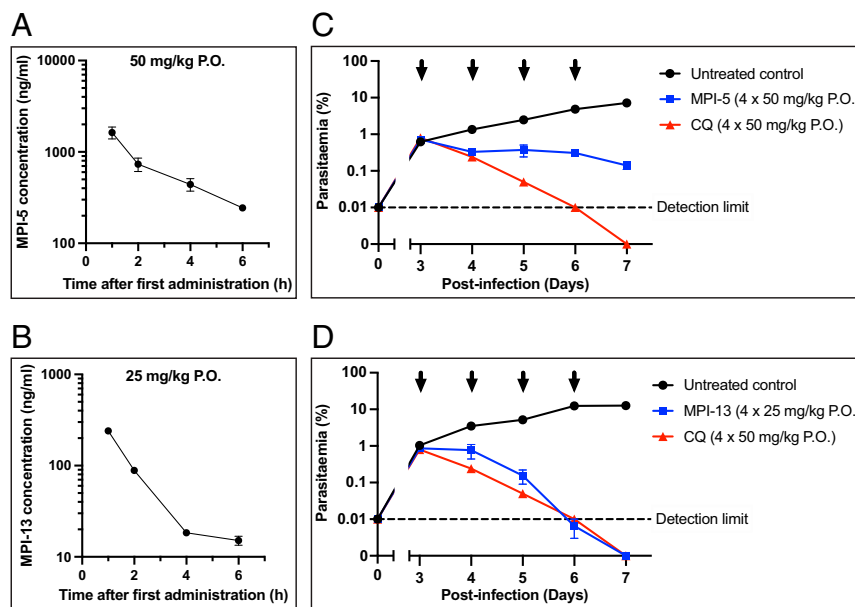 A
50 mg/kg P.O.
MPI-5 concentration (ng/ml)
10000
1000
100
0 2 4 6
Time after first administration (h)
C
Parasitaemia (%)
100
10
1
0.1
0.01
0
0 3 4 5 6 7
Post-infection (Days)
Untreated control
MPI-5 (4 x 50 mg/kg P.O.)
CQ (4 x 50 mg/kg P.O.)
Detection limit
B
25 mg/kg P.O.
MPI-13 concentration (ng/ml)
1000
100
10
0 2 4 6
Time after first administration (h)
D
Parasitaemia (%)
100
10
1
0.1
0.01
0
0 3 4 5 6 7
Post-infection (Days)
Untreated control
MPI-13 (4 x 25 mg/kg P.O.
CQ (4 x 50 mg/kg P.O.)
Detection limit